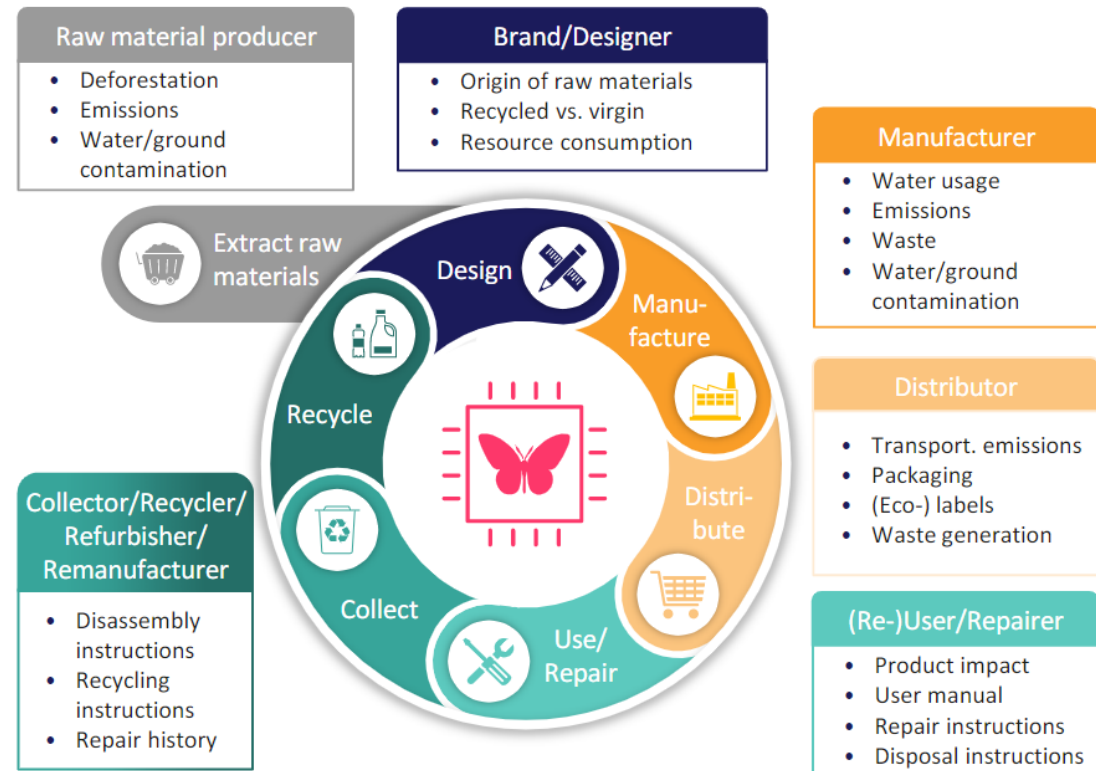 Raw material producer
• Deforestation
• Emissions
• Water/ground
contamination
Brand/Designer
• Origin of raw materials
• Recycled vs. virgin
• Resource consumption
Manufacturer
• Water usage
• Emissions
• Waste
• Water/ground
contamination
Extract raw
materials
Design
Manu-
facture
Distri-
bute
Use/
Repair
Collect
Recycle
Distributor
• Transport. emissions
• Packaging
• (Eco-) labels
• Waste generation
Collector/Recycler/
Refurbisher/
Remanufacturer
• Disassembly
instructions
• Recycling
instructions
• Repair history
(Re-)User/Repairer
• Product impact
• User manual
• Repair instructions
• Disposal instructions